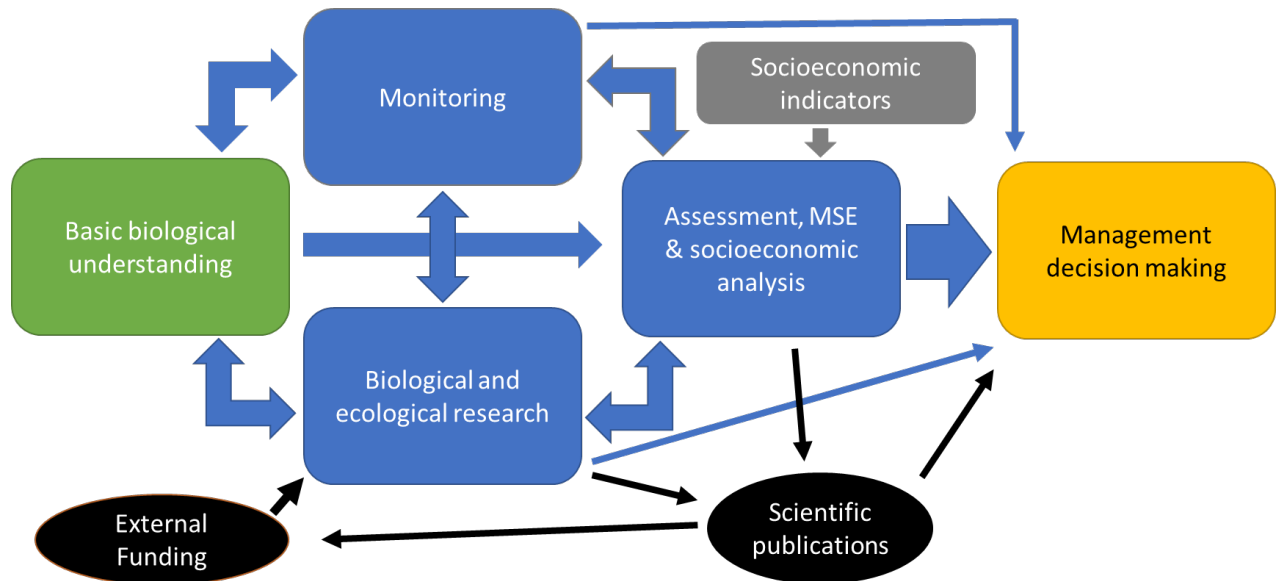 Monitoring
Socioeconomic
indicators
Basic biological
understanding
Assessment, MSE
& socioeconomic
analysis
Management
decision making
Biological and
ecological research
External
Funding
Scientific
publications